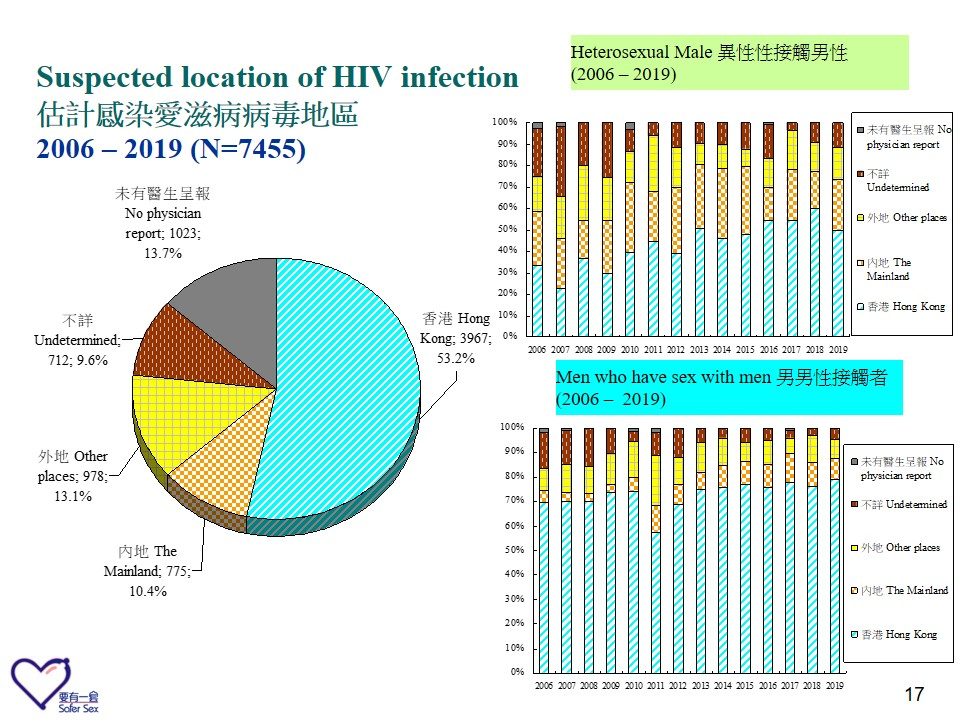 Suspected location of HIV infection
估計感染愛滋病病毒地區
2006 – 2019 (N=7455)
未有醫生呈報
No physician
report; 1023;
13.7%
不詳
Undetermined;
712; 9.6%
外地 Other
places; 978;
13.1%
內地 The
Mainland; 775;
10.4%
香港 Hong
Kong; 3967;
53.2%
Heterosexual Male 異性性接觸男性
(2006 – 2019)
100%
90%
80%
70%
60%
50%
40%
30%
20%
10%
0%
2006 2007 2008 2009 2010 2011 2012 2013 2014 2015 2016 2017 2018 2019
未有醫生呈報 No
physician report
不詳
Undetermined
外地 Other places
內地 The
Mainland
香港 Hong Kong
Men who have sex with men 男男性接觸者
(2006 – 2019)
100%
90%
80%
70%
60%
50%
40%
30%
20%
10%
0%
2006 2007 2008 2009 2010 2011 2012 2013 2014 2015 2016 2017 2018 2019
未有醫生呈報 No
physician report
不詳 Undetermined
外地 Other places
內地 The Mainland
香港 Hong Kong
要有一套
Safer Sex
17